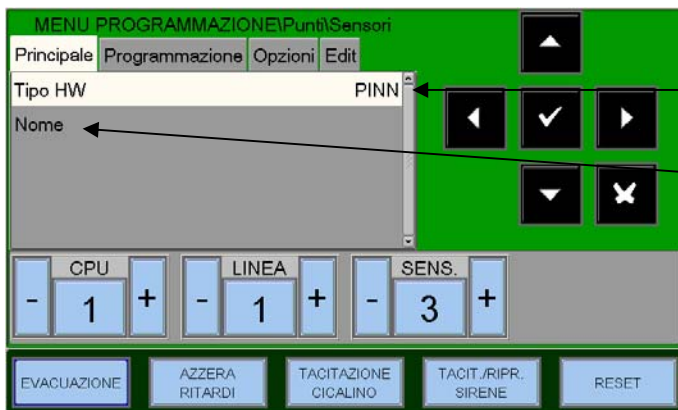 MENU PROGRAMMAZIONE\Punti\Sensori
Principale Programmazione Opzioni Edit
Tipo HW PINN
Nome
CPU LINEA SENS.
- 1 + - 1 + - 3 +
EVACUAZIONE AZZERA RITARDI TACITAZIONE CICALINO TACIT./RIPR. SIRENE RESET